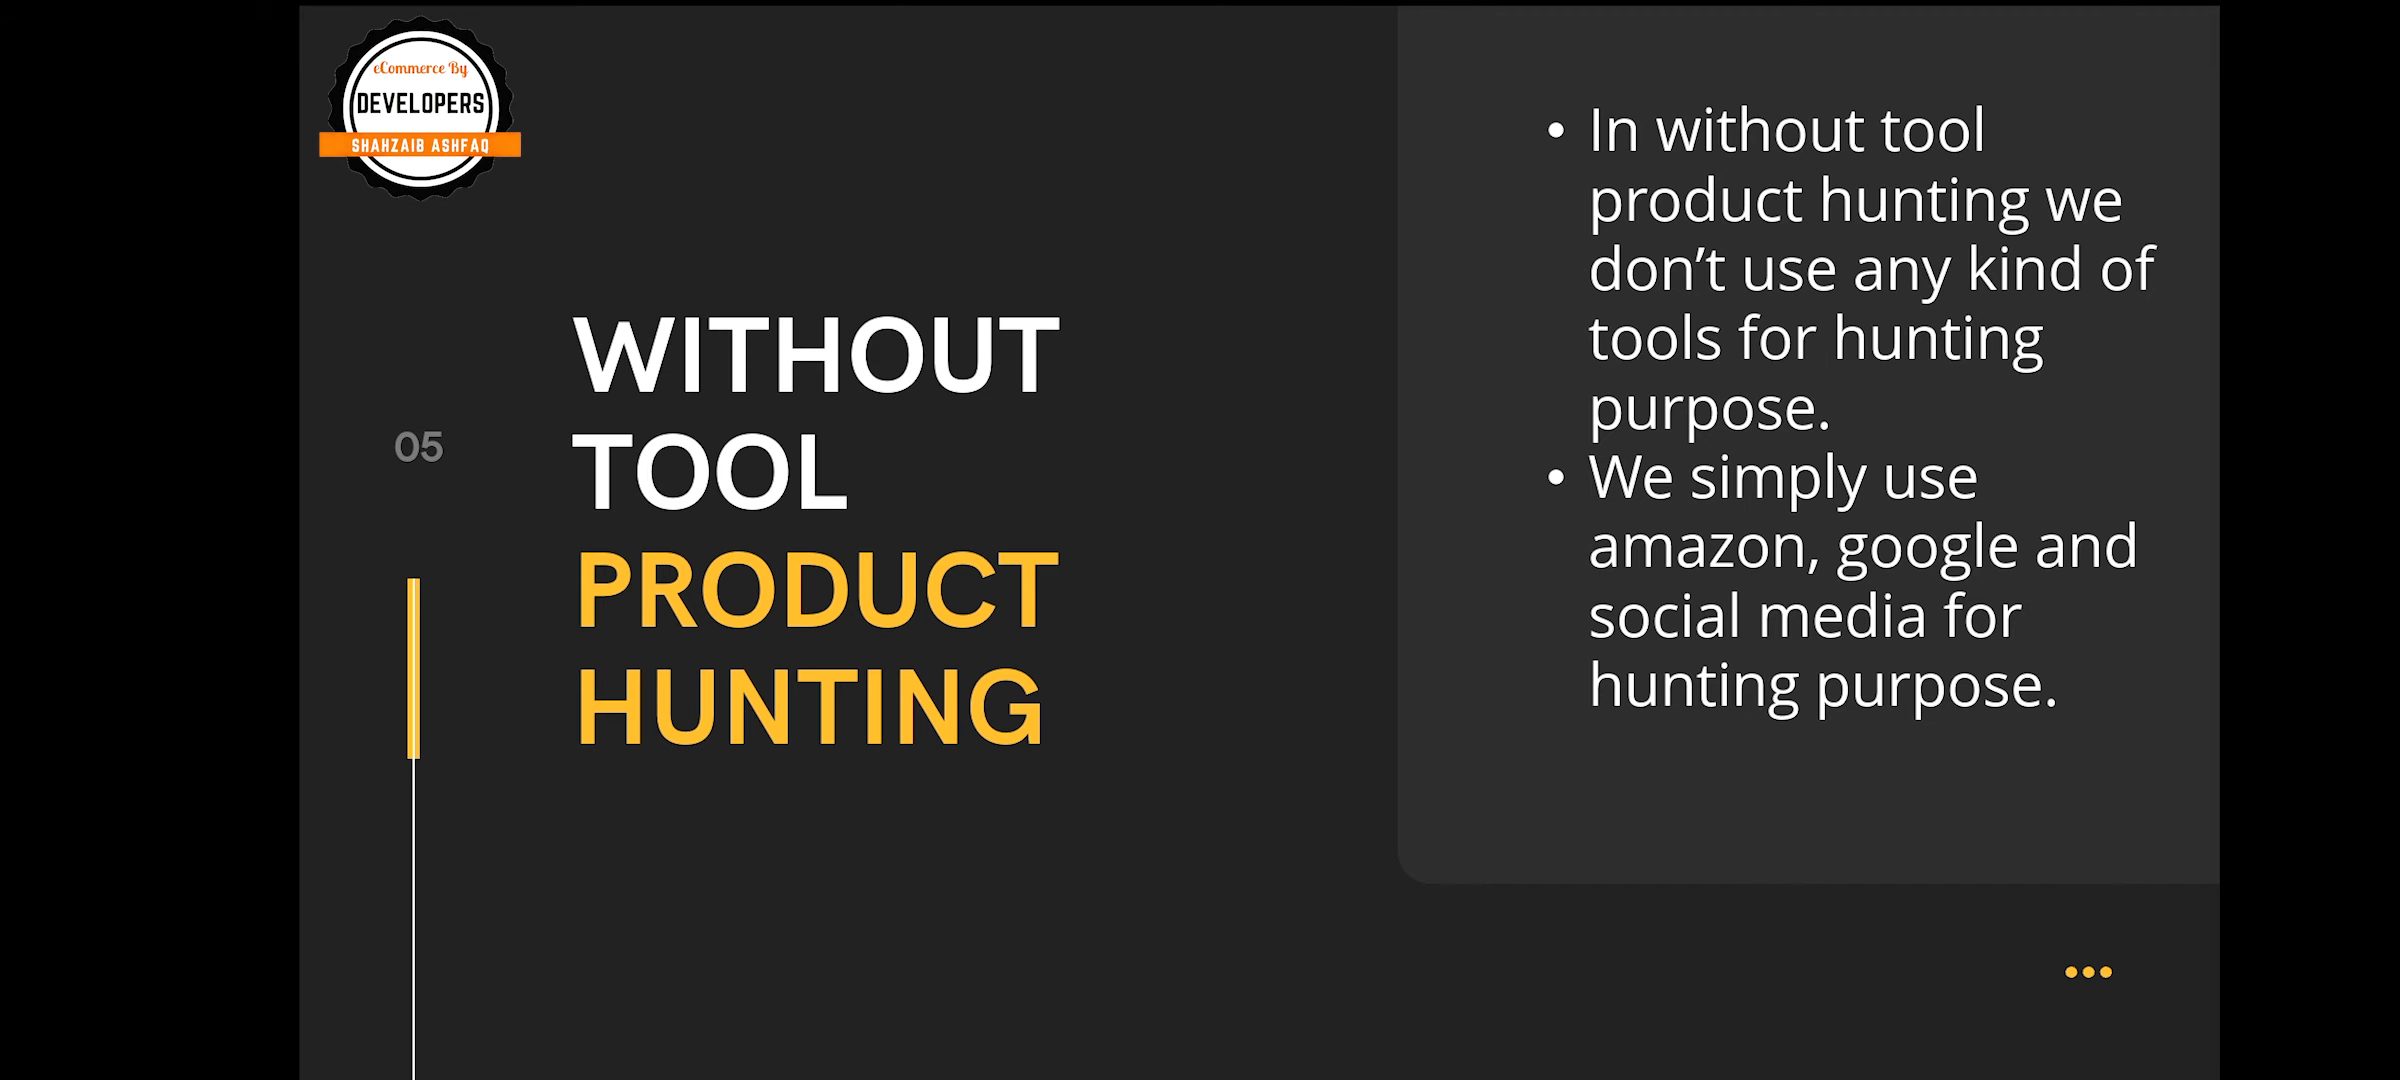 eCommerce By
DEVELOPERS
SHAHZAIB ASHFAQ
05
WITHOUT
TOOL
PRODUCT
HUNTING
• In without tool
product hunting we
don’t use any kind of
tools for hunting
purpose.
• We simply use
amazon, google and
social media for
hunting purpose.